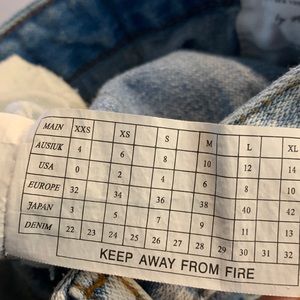 MAIN XXS XS S M L XL
AUS|UK 4 6 8 10 12 14
USA 0 2 4 6 8 10
EUROPE 32 34 36 38 40 42
JAPAN 3 5 7 9 11 13
DENIM 22 23 24 25 26 27 28 29 30 31 32
KEEP AWAY FROM FIRE